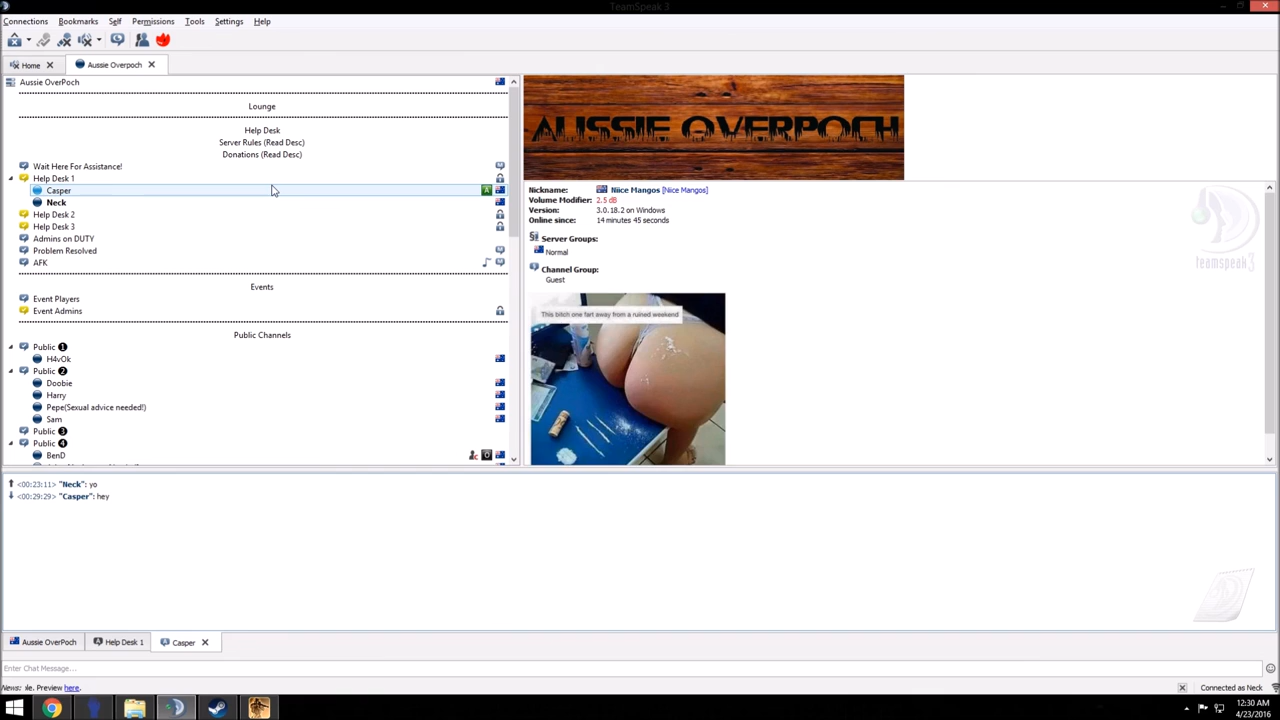 TeamSpeak 3
Connections Bookmarks Self Permissions Tools Settings Help
Home Aussie Overpoch
Aussie OverPoch
Lounge
Help Desk
Server Rules (Read Desc)
Donations (Read Desc)
Wait Here For Assistance!
Help Desk 1
Casper A
Neck
Help Desk 2
Help Desk 3
Admins on DUTY
Problem Resolved
AFK
Events
Event Players
Event Admins
Public Channels
Public 1
H4vOk
Public 2
Doobie
Harry
Pepe(Sexual advice needed!)
Sam
Public 3
Public 4
BenD O
AUSSIE OVERPOCH
Nickname: Niice Mangos [Niice Mangos]
Volume Modifier: 2.5 dB
Version: 3.0.18.2 on Windows
Online since: 14 minutes 45 seconds
Server Groups:
Normal
Channel Group:
Guest
This bitch one fart away from a ruined weekend
teamspeak3
<00:23:11> "Neck": yo
<00:29:29> "Casper": hey
Aussie OverPoch Help Desk 1 Casper
Enter Chat Message...
News: de. Preview here.
Connected as Neck
12:30 AM
4/23/2016